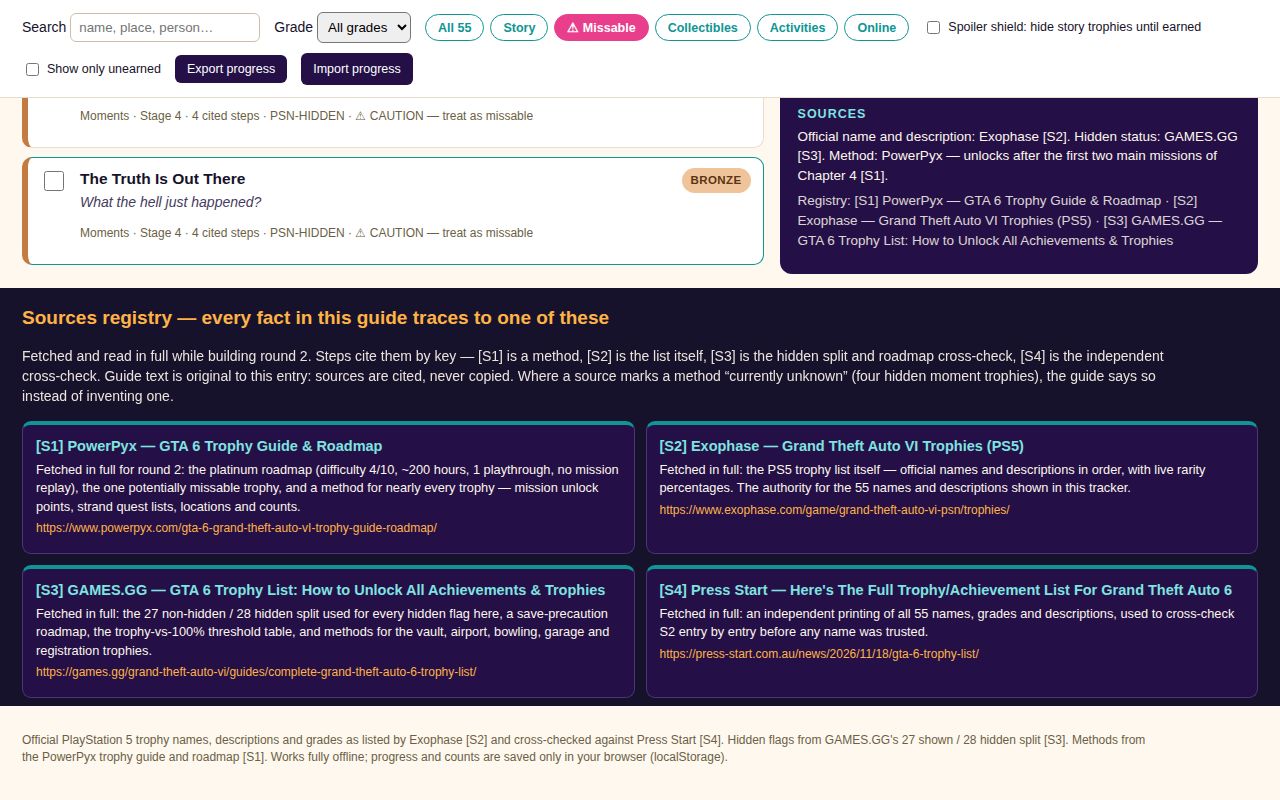 Search name, place, person… Grade All grades All 55 Story ⚠ Missable Collectibles Activities Online Spoiler shield: hide story trophies until earned
Show only unearned Export progress Import progress
Moments · Stage 4 · 4 cited steps · PSN-HIDDEN · ⚠ CAUTION — treat as missable
The Truth Is Out There BRONZE
What the hell just happened?
Moments · Stage 4 · 4 cited steps · PSN-HIDDEN · ⚠ CAUTION — treat as missable
SOURCES
Official name and description: Exophase [S2]. Hidden status: GAMES.GG
[S3]. Method: PowerPyx — unlocks after the first two main missions of
Chapter 4 [S1].
Registry: [S1] PowerPyx — GTA 6 Trophy Guide & Roadmap · [S2]
Exophase — Grand Theft Auto VI Trophies (PS5) · [S3] GAMES.GG —
GTA 6 Trophy List: How to Unlock All Achievements & Trophies
Sources registry — every fact in this guide traces to one of these
Fetched and read in full while building round 2. Steps cite them by key — [S1] is a method, [S2] is the list itself, [S3] is the hidden split and roadmap cross-check, [S4] is the independent
cross-check. Guide text is original to this entry: sources are cited, never copied. Where a source marks a method “currently unknown” (four hidden moment trophies), the guide says so
instead of inventing one.
[S1] PowerPyx — GTA 6 Trophy Guide & Roadmap
Fetched in full for round 2: the platinum roadmap (difficulty 4/10, ~200 hours, 1 playthrough, no mission
replay), the one potentially missable trophy, and a method for nearly every trophy — mission unlock
points, strand quest lists, locations and counts.
https://www.powerpyx.com/gta-6-grand-theft-auto-vi-trophy-guide-roadmap/
[S2] Exophase — Grand Theft Auto VI Trophies (PS5)
Fetched in full: the PS5 trophy list itself — official names and descriptions in order, with live rarity
percentages. The authority for the 55 names and descriptions shown in this tracker.
https://www.exophase.com/game/grand-theft-auto-vi-psn/trophies/
[S3] GAMES.GG — GTA 6 Trophy List: How to Unlock All Achievements & Trophies
Fetched in full: the 27 non-hidden / 28 hidden split used for every hidden flag here, a save-precaution
roadmap, the trophy-vs-100% threshold table, and methods for the vault, airport, bowling, garage and
registration trophies.
https://games.gg/grand-theft-auto-vi/guides/complete-grand-theft-auto-6-trophy-list/
[S4] Press Start — Here's The Full Trophy/Achievement List For Grand Theft Auto 6
Fetched in full: an independent printing of all 55 names, grades and descriptions, used to cross-check
S2 entry by entry before any name was trusted.
https://press-start.com.au/news/2026/11/18/gta-6-trophy-list/
Official PlayStation 5 trophy names, descriptions and grades as listed by Exophase [S2] and cross-checked against Press Start [S4]. Hidden flags from GAMES.GG's 27 shown / 28 hidden split [S3]. Methods from
the PowerPyx trophy guide and roadmap [S1]. Works fully offline; progress and counts are saved only in your browser (localStorage).